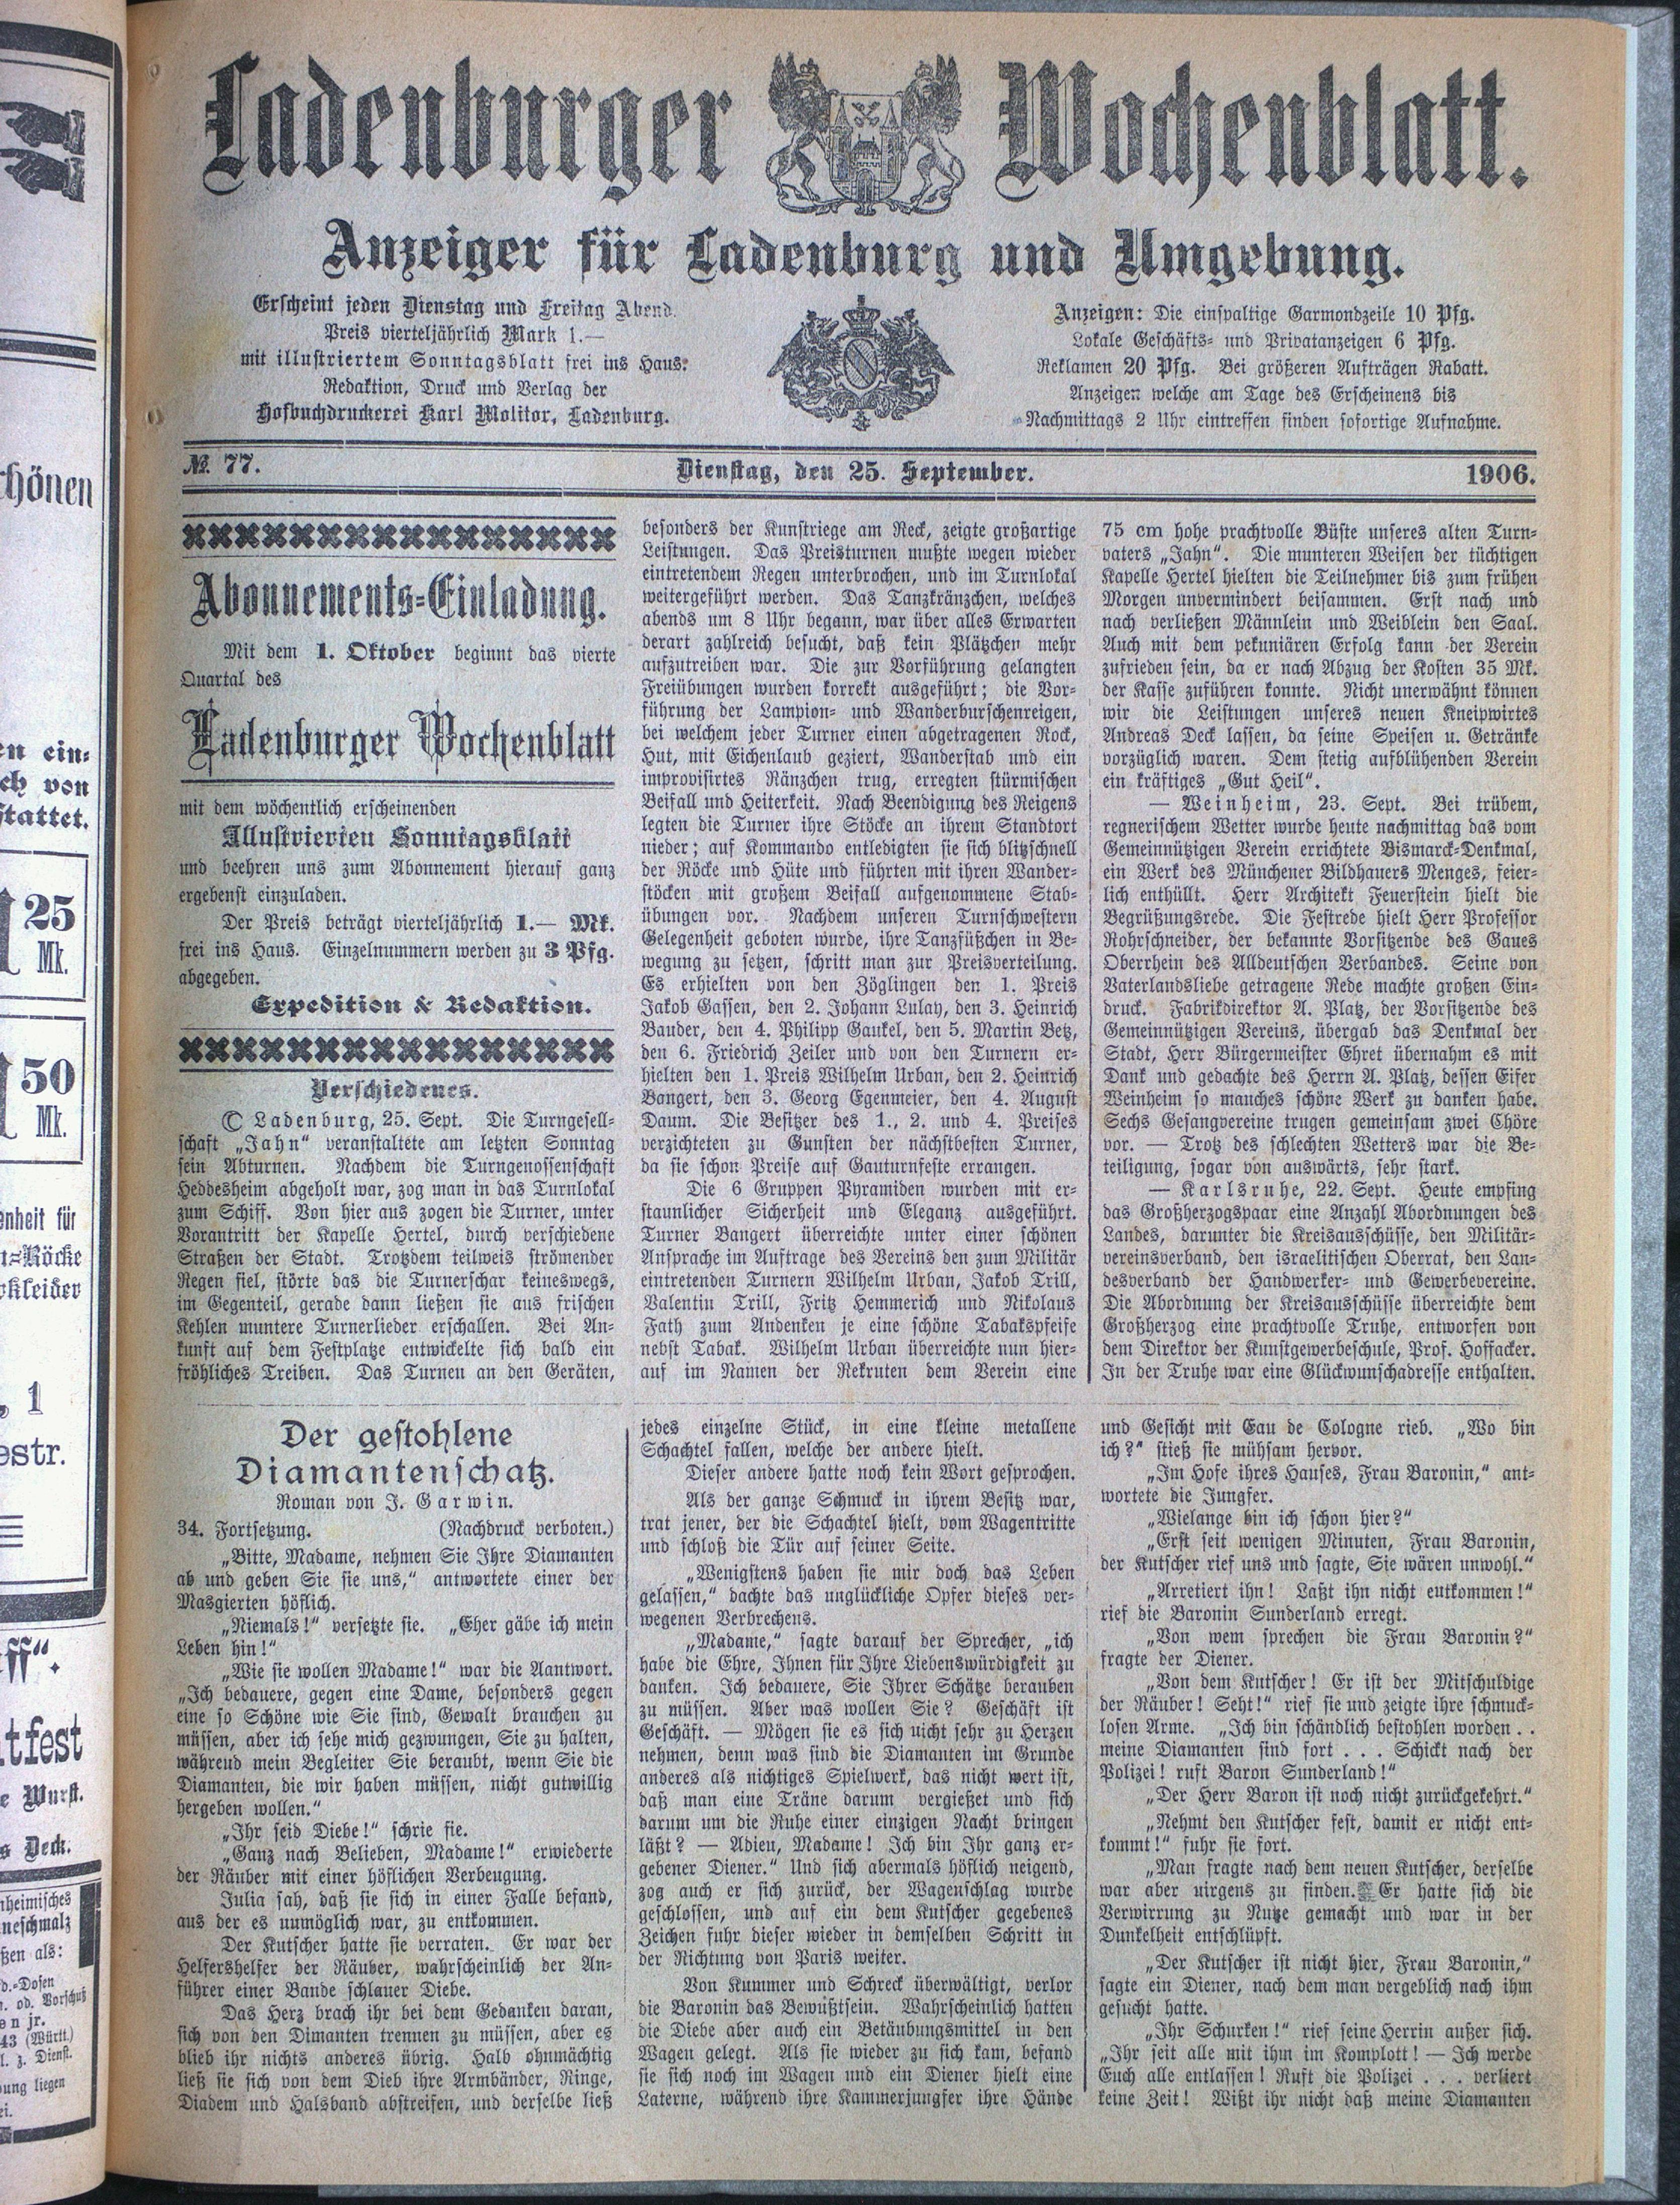 Ladenburger Wochenblatt.
Anzeiger für Ladenburg und Umgebung.
Erscheint jeden Dienstag und Freitag Abend.
Preis vierteljährlich Mark 1.—
mit illustriertem Sonntagsblatt frei ins Haus.
Redaktion, Druck und Verlag der
Hofbuchdruckerei Karl Molitor, Ladenburg.
Anzeigen: Die einspaltige Garmondzeile 10 Pfg.
Lokale Geschäfts- und Privatanzeigen 6 Pfg.
Reklamen 20 Pfg. Bei größeren Aufträgen Rabatt.
Anzeigen welche am Tage des Erscheinens bis
Nachmittags 2 Uhr eintreffen finden sofortige Aufnahme.
№. 77.
Dienstag, den 25. September.
1906.
Abonnements-Einladung.
Mit dem 1. Oktober beginnt das vierte
Quartal des
Ladenburger Wochenblatt
mit dem wöchentlich erscheinenden
Illustrierten Sonntagsblatt
und beehren uns zum Abonnement hierauf ganz
ergebenst einzuladen.
Der Preis beträgt vierteljährlich 1.— Mk.
frei ins Haus. Einzelnummern werden zu 3 Pfg.
abgegeben.
Expedition & Redaktion.
Verschiedenes.
© Ladenburg, 25. Sept. Die Turngesell-
schaft „Jahn“ veranstaltete am letzten Sonntag
sein Abturnen. Nachdem die Turngenossenschaft
Heddesheim abgeholt war, zog man in das Turnlokal
zum Schiff. Von hier aus zogen die Turner, unter
Vorantritt der Kapelle Hertel, durch verschiedene
Straßen der Stadt. Trotzdem teilweis strömender
Regen fiel, störte das die Turnerschar keineswegs,
im Gegenteil, gerade dann ließen sie aus frischen
Kehlen muntere Turnerlieder erschallen. Bei An-
kunft auf dem Festplatze entwickelte sich bald ein
fröhliches Treiben. Das Turnen an den Geräten,
besonders der Kunstriege am Reck, zeigte großartige
Leistungen. Das Preisturnen mußte wegen wieder
eintretendem Regen unterbrochen, und im Turnlokal
weitergeführt werden. Das Tanzkränzchen, welches
abends um 8 Uhr begann, war über alles Erwarten
derart zahlreich besucht, daß kein Plätzchen mehr
aufzutreiben war. Die zur Vorführung gelangten
Freiübungen wurden korrekt ausgeführt; die Vor-
führung der Lampion- und Wanderburschenreigen,
bei welchem jeder Turner einen abgetragenen Rock,
Hut, mit Eichenlaub geziert, Wanderstab und ein
improvisirtes Ränzchen trug, erregten stürmischen
Beifall und Heiterkeit. Nach Beendigung des Reigens
legten die Turner ihre Stöcke an ihrem Standtort
nieder; auf Kommando entledigten sie sich blitzschnell
der Röcke und Hüte und führten mit ihren Wander-
stöcken mit großem Beifall aufgenommene Stab-
übungen vor. Nachdem unseren Turnschwestern
Gelegenheit geboten wurde, ihre Tanzfüßchen in Be-
wegung zu setzen, schritt man zur Preisverteilung.
Es erhielten von den Zöglingen den 1. Preis
Jakob Gassen, den 2. Johann Lulay, den 3. Heinrich
Bauder, den 4. Philipp Gaukel, den 5. Martin Betz,
den 6. Friedrich Zeiler und von den Turnern er-
hielten den 1. Preis Wilhelm Urban, den 2. Heinrich
Bangert, den 3. Georg Egenmeier, den 4. August
Daum. Die Besitzer des 1., 2. und 4. Preises
verzichteten zu Gunsten der nächstbesten Turner,
da sie schon Preise auf Gauturnfeste errangen.
Die 6 Gruppen Pyramiden wurden mit er-
staunlicher Sicherheit und Eleganz ausgeführt.
Turner Bangert überreichte unter einer schönen
Ansprache im Auftrage des Vereins den zum Militär
eintretenden Turnern Wilhelm Urban, Jakob Trill,
Valentin Trill, Fritz Hemmerich und Nikolaus
Fath zum Andenken je eine schöne Tabakspfeife
nebst Tabak. Wilhelm Urban überreichte nun hier-
auf im Namen der Rekruten dem Verein eine
75 cm hohe prachtvolle Büste unseres alten Turn-
vaters „Jahn“. Die munteren Weisen der tüchtigen
Kapelle Hertel hielten die Teilnehmer bis zum frühen
Morgen unvermindert beisammen. Erst nach und
nach verließen Männlein und Weiblein den Saal.
Auch mit dem pekuniären Erfolg kann der Verein
zufrieden sein, da er nach Abzug der Kosten 35 Mk.
der Kasse zuführen konnte. Nicht unerwähnt können
wir die Leistungen unseres neuen Kneipwirtes
Andreas Deck lassen, da seine Speisen u. Getränke
vorzüglich waren. Dem stetig aufblühenden Verein
ein kräftiges „Gut Heil“.
— Weinheim, 23. Sept. Bei trübem,
regnerischem Wetter wurde heute nachmittag das vom
Gemeinnützigen Verein errichtete Bismarck-Denkmal,
ein Werk des Münchener Bildhauers Menges, feier-
lich enthüllt. Herr Architekt Feuerstein hielt die
Begrüßungsrede. Die Festrede hielt Herr Professor
Rohrschneider, der bekannte Vorsitzende des Gaues
Oberrhein des Alldeutschen Verbandes. Seine von
Vaterlandsliebe getragene Rede machte großen Ein-
druck. Fabrikdirektor A. Platz, der Vorsitzende des
Gemeinnützigen Vereins, übergab das Denkmal der
Stadt, Herr Bürgermeister Ehret übernahm es mit
Dank und gedachte des Herrn A. Platz, dessen Eifer
Weinheim so manches schöne Werk zu danken habe.
Sechs Gesangvereine trugen gemeinsam zwei Chöre
vor. — Trotz des schlechten Wetters war die Be-
teiligung, sogar von auswärts, sehr stark.
— Karlsruhe, 22. Sept. Heute empfing
das Großherzogspaar eine Anzahl Abordnungen des
Landes, darunter die Kreisausschüsse, den Militär-
vereinsverband, den israelitischen Oberrat, den Lan-
desverband der Handwerker- und Gewerbevereine.
Die Abordnung der Kreisausschüsse überreichte dem
Großherzog eine prachtvolle Truhe, entworfen von
dem Direktor der Kunstgewerbeschule, Prof. Hoffacker.
In der Truhe war eine Glückwunschadresse enthalten.
Der gestohlene
Diamantenschatz.
Roman von J. Garwin.
34. Fortsetzung. (Nachdruck verboten.)
„Bitte, Madame, nehmen Sie Ihre Diamanten
ab und geben Sie sie uns,“ antwortete einer der
Masgierten höflich.
„Niemals!“ versetzte sie. „Eher gäbe ich mein
Leben hin!“
„Wie sie wollen Madame!“ war die Aantwort.
„Ich bedauere, gegen eine Dame, besonders gegen
eine so Schöne wie Sie sind, Gewalt brauchen zu
müssen, aber ich sehe mich gezwungen, Sie zu halten,
während mein Begleiter Sie beraubt, wenn Sie die
Diamanten, die wir haben müssen, nicht gutwillig
hergeben wollen.“
„Ihr seid Diebe!“ schrie sie.
„Ganz nach Belieben, Madame!“ erwiederte
der Räuber mit einer höflichen Verbeugung.
Julia sah, daß sie sich in einer Falle befand,
aus der es unmöglich war, zu entkommen.
Der Kutscher hatte sie verraten. Er war der
Helfershelfer der Räuber, wahrscheinlich der An-
führer einer Bande schlauer Diebe.
Das Herz brach ihr bei dem Gedanken daran,
sich von den Dimanten trennen zu müssen, aber es
blieb ihr nichts anderes übrig. Halb ohnmächtig
ließ sie sich von dem Dieb ihre Armbänder, Ringe,
Diadem und Halsband abstreifen, und derselbe ließ
jedes einzelne Stück, in eine kleine metallene
Schachtel fallen, welche der andere hielt.
Dieser andere hatte noch kein Wort gesprochen.
Als der ganze Schmuck in ihrem Besitz war,
trat jener, der die Schachtel hielt, vom Wagentritte
und schloß die Tür auf seiner Seite.
„Wenigstens haben sie mir doch das Leben
gelassen,“ dachte das unglückliche Opfer dieses ver-
wegenen Verbrechens.
„Madame,“ sagte darauf der Sprecher, „ich
habe die Ehre, Ihnen für Ihre Liebenswürdigkeit zu
danken. Ich bedauere, Sie Ihrer Schätze berauben
zu müssen. Aber was wollen Sie? Geschäft ist
Geschäft. — Mögen sie es sich nicht sehr zu Herzen
nehmen, denn was sind die Diamanten im Grunde
anderes als nichtiges Spielwerk, das nicht wert ist,
daß man eine Träne darum vergießet und sich
darum um die Ruhe einer einzigen Nacht bringen
läßt? — Adieu, Madame! Ich bin Ihr ganz er-
gebener Diener.“ Und sich abermals höflich neigend,
zog auch er sich zurück, der Wagenschlag wurde
geschlossen, und auf ein dem Kutscher gegebenes
Zeichen fuhr dieser wieder in demselben Schritt in
der Richtung von Paris weiter.
Von Kummer und Schreck überwältigt, verlor
die Baronin das Bewußtsein. Wahrscheinlich hatten
die Diebe aber auch ein Betäubungsmittel in den
Wagen gelegt. Als sie wieder zu sich kam, befand
sie sich noch im Wagen und ein Diener hielt eine
Laterne, während ihre Kammerjungfer ihre Hände
und Gesicht mit Eau de Cologne rieb. „Wo bin
ich?“ stieß sie mühsam hervor.
„Im Hofe ihres Hauses, Frau Baronin,“ ant-
wortete die Jungfer.
„Wielange bin ich schon hier?“
„Erst seit wenigen Minuten, Frau Baronin,
der Kutscher rief uns und sagte, Sie wären unwohl.“
„Arretiert ihn! Laßt ihn nicht eutkommen!“
rief die Baronin Sunderland erregt.
„Von wem sprechen die Frau Baronin?“
fragte der Diener.
„Von dem Kutscher! Er ist der Mitschuldige
der Räuber! Seht!“ rief sie und zeigte ihre schmuck-
losen Arme. „Ich bin schändlich bestohlen worden . .
meine Diamanten sind fort . . . Schickt nach der
Polizei! ruft Baron Sunderland!“
„Der Herr Baron ist noch nicht zurückgekehrt.“
„Nehmt den Kutscher fest, damit er nicht ent-
kommt!“ fuhr sie fort.
„Man fragte nach dem neuen Kutscher, derselbe
war aber nirgens zu finden. Er hatte sich die
Verwirrung zu Nutze gemacht und war in der
Dunkelheit entschlüpft.
„Der Kutscher ist nicht hier, Frau Baronin,“
sagte ein Diener, nach dem man vergeblich nach ihm
gesucht hatte.
„Ihr Schurken!“ rief seine Herrin außer sich.
„Ihr seit alle mit ihm im Komplott! — Ich werde
Euch alle entlassen! Ruft die Polizei . . . verliert
keine Zeit! Wißt ihr nicht daß meine Diamanten
chönen
en ein-
ch von
stattet.
25
Mk.
50
Mk.
enheit für
n-Röcke
kleider
, 1
estr.
ff“.
tfest
e Wurst.
s Deck.
nheimisches
neschmalz
ßen als:
d.-Dosen
od. Vorschuß
en jr.
43 (Württ.)
l. z. Dienst.
ung liegen
ei.